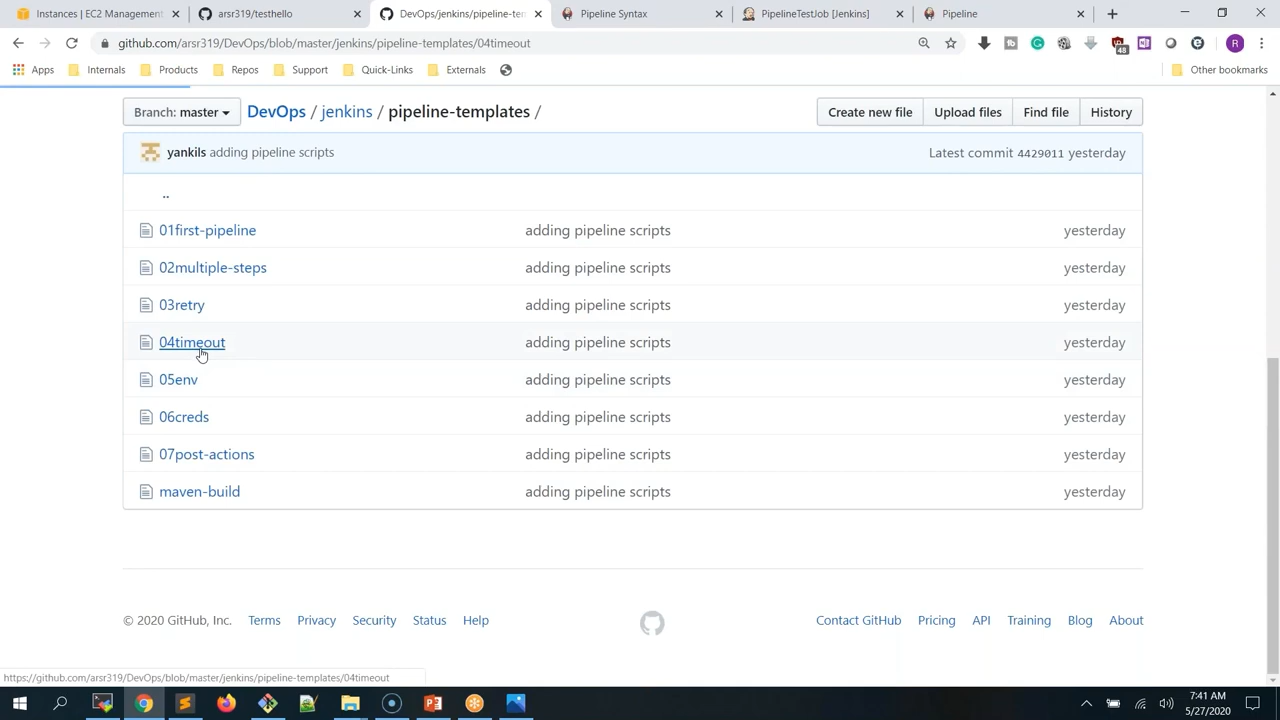 Instances | EC2 Management
arsr319/testhello
DevOps/jenkins/pipeline-tem
Pipeline Syntax
PipelineTestJob [Jenkins]
Pipeline
github.com/arsr319/DevOps/blob/master/jenkins/pipeline-templates/04timeout
48
R
Apps
Internals
Products
Repos
Support
Quick-Links
Externals
Other bookmarks
Branch: master
DevOps / jenkins / pipeline-templates /
Create new file
Upload files
Find file
History
yankils adding pipeline scripts
Latest commit 4429011 yesterday
..
01first-pipeline adding pipeline scripts yesterday
02multiple-steps adding pipeline scripts yesterday
03retry adding pipeline scripts yesterday
04timeout adding pipeline scripts yesterday
05env adding pipeline scripts yesterday
06creds adding pipeline scripts yesterday
07post-actions adding pipeline scripts yesterday
maven-build adding pipeline scripts yesterday
© 2020 GitHub, Inc. Terms Privacy Security Status Help
Contact GitHub Pricing API Training Blog About
https://github.com/arsr319/DevOps/blob/master/jenkins/pipeline-templates/04timeout
7:41 AM
5/27/2020